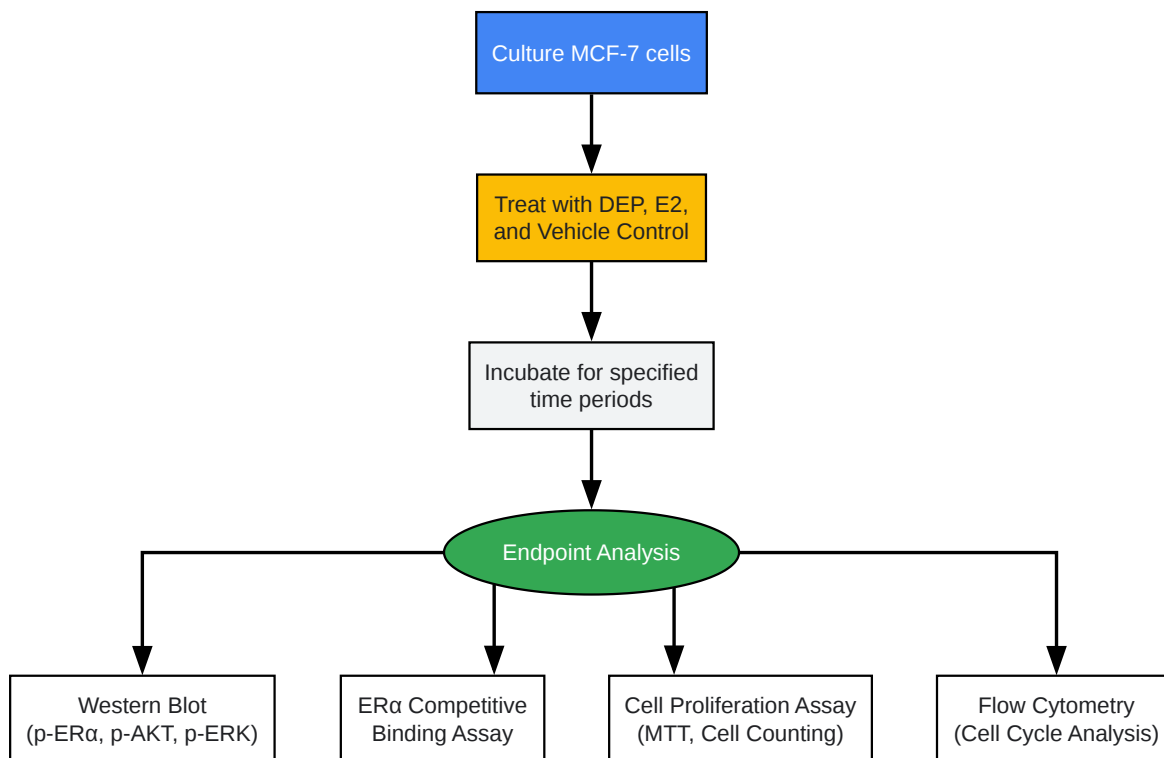 Culture MCF-7 cells
Treat with DEP, E2,
and Vehicle Control
Incubate for specified
time periods
Endpoint Analysis
Western Blot
(p-ERα, p-AKT, p-ERK)
ERα Competitive
Binding Assay
Cell Proliferation Assay
(MTT, Cell Counting)
Flow Cytometry
(Cell Cycle Analysis)